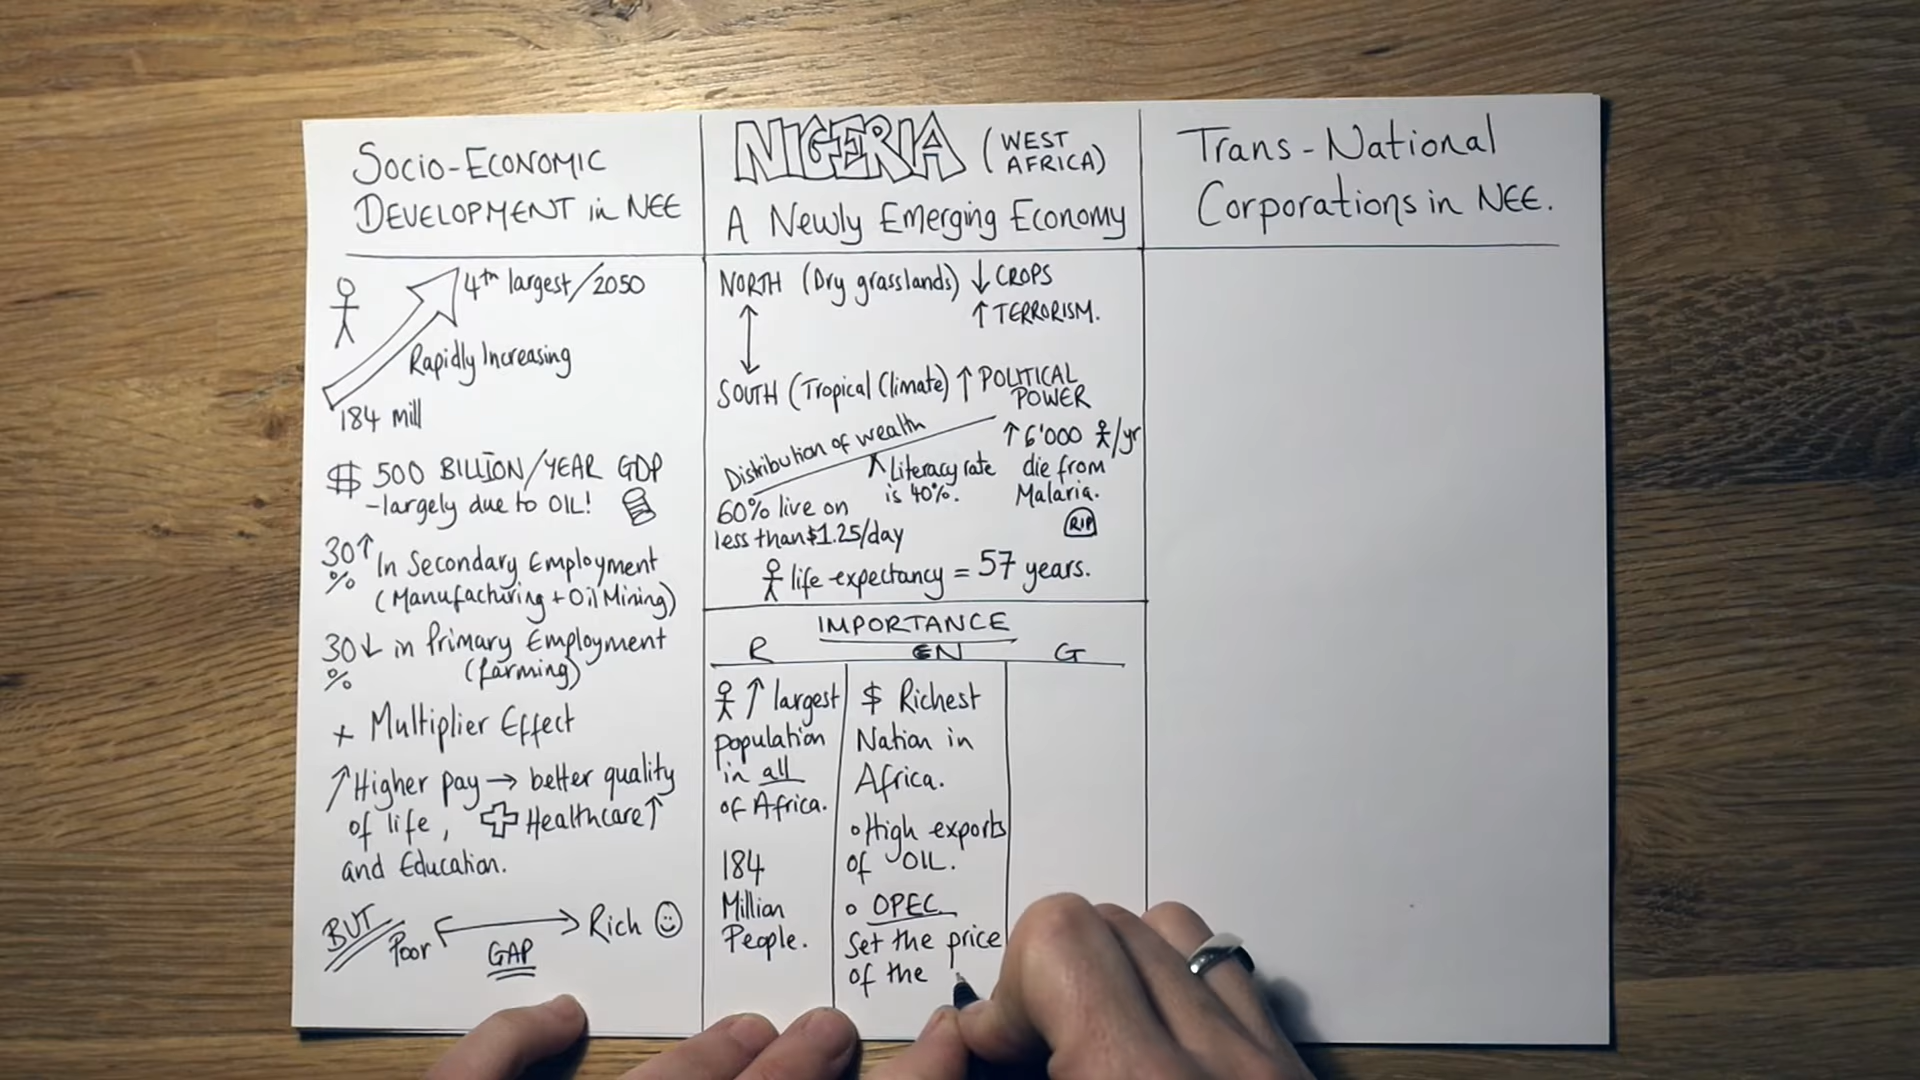 SOCIO-ECONOMIC
DEVELOPMENT in NEE
4th largest/2050
Rapidly Increasing
184 mill
$ 500 BILLION/YEAR GDP
-largely due to OIL!
30%↑ In Secondary Employment
(Manufacturing + Oil Mining)
30%↓ in Primary Employment
(farming)
+ Multiplier Effect
↑Higher pay → better quality
of life, Healthcare↑
and Education.
BUT
Poor ↔ Rich
GAP
NIGERIA (WEST
AFRICA)
A Newly Emerging Economy
NORTH (Dry grasslands) ↓ CROPS
↑ TERRORISM.
SOUTH (Tropical Climate) ↑ POLITICAL
POWER
Distribution of wealth
60% live on
less than $1.25/day
Literacy rate
is 40%.
↑ 6'000 /yr
die from
Malaria.
RIP
life expectancy = 57 years.
IMPORTANCE
R EN G
↑ largest
population
in all
of Africa.
184
Million
People.
$ Richest
Nation in
Africa.
• High exports
of OIL.
• OPEC
Set the price
of the
Trans-National
Corporations in NEE.